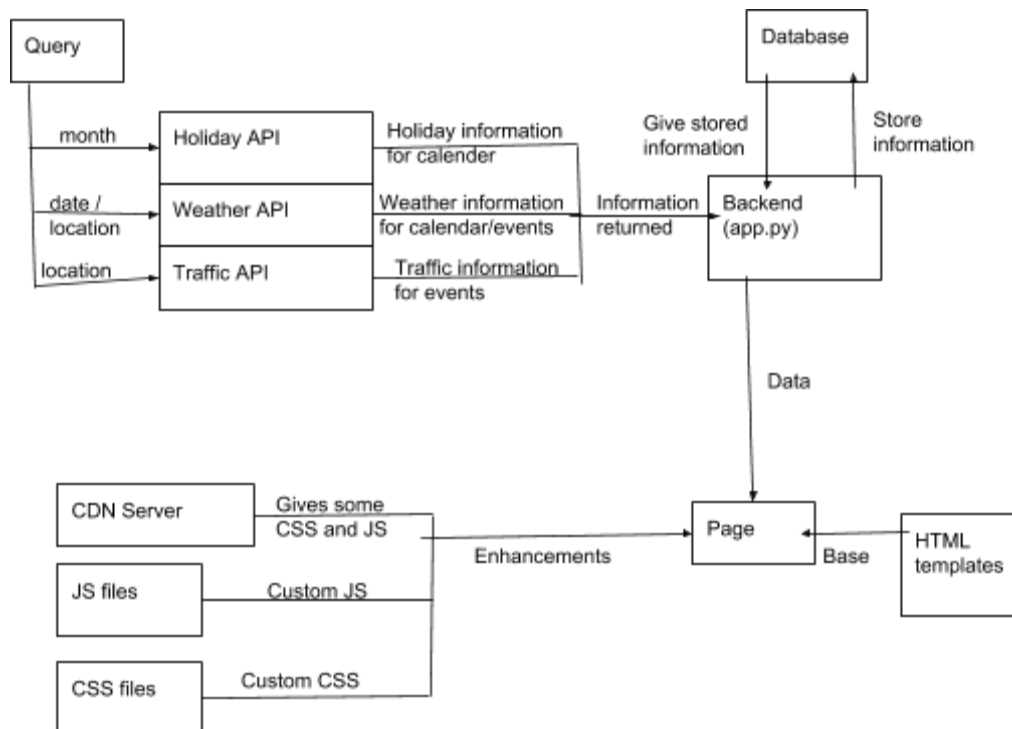 Query
Database
month
Holiday API
Holiday information
for calender
Give stored
information
Store
information
date /
location
Weather API
Weather information
for calendar/events
Information
returned
Backend
(app.py)
location
Traffic API
Traffic information
for events
Data
CDN Server
Gives some
CSS and JS
Enhancements
Page
Base
HTML
templates
JS files
Custom JS
CSS files
Custom CSS